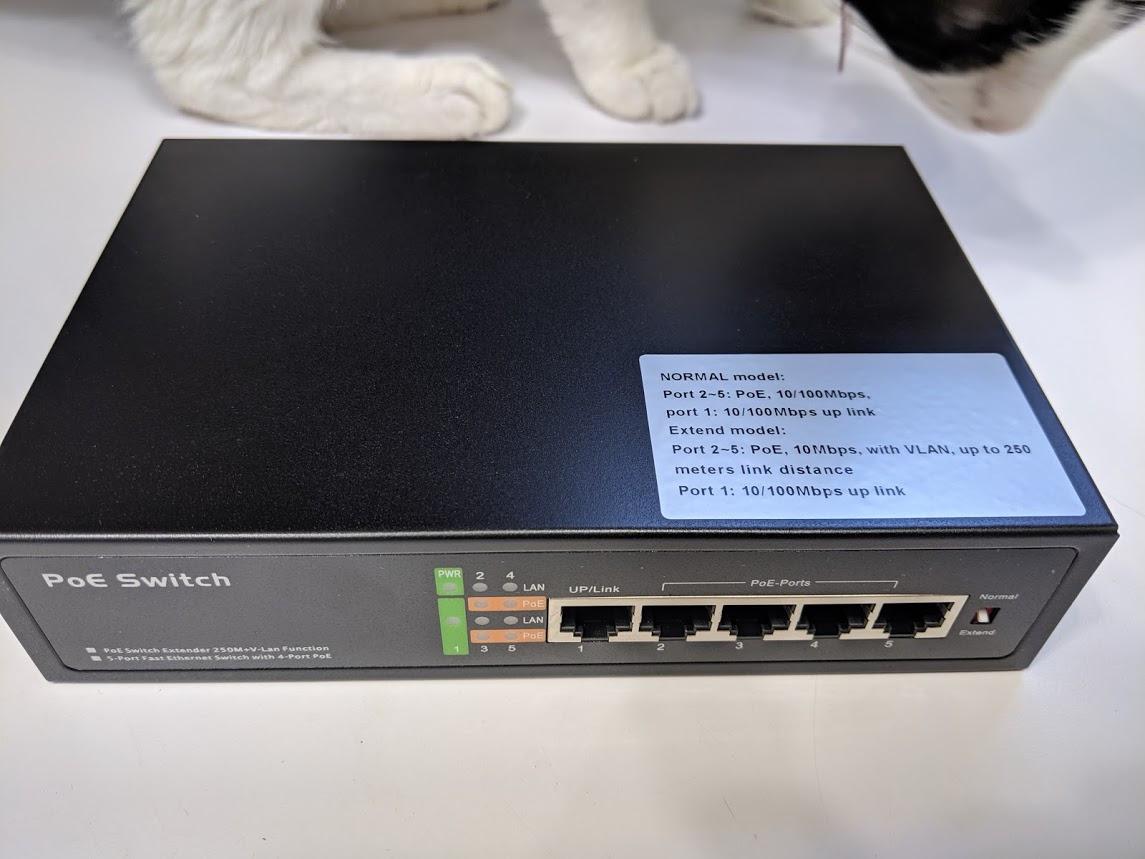 NORMAL model:
Port 2~5: PoE, 10/100Mbps,
port 1: 10/100Mbps up link
Extend model:
Port 2~5: PoE, 10Mbps, with VLAN, up to 250
meters link distance
Port 1: 10/100Mbps up link
PoE Switch
PoE Switch Extender 250M+V-Lan Function
5-Port Fast Ethernet Switch with 4-Port PoE
PWR 2 4 LAN
PoE
LAN
PoE
1 3 5
UP/Link PoE-Ports
1 2 3 4 5
Normal
Extend